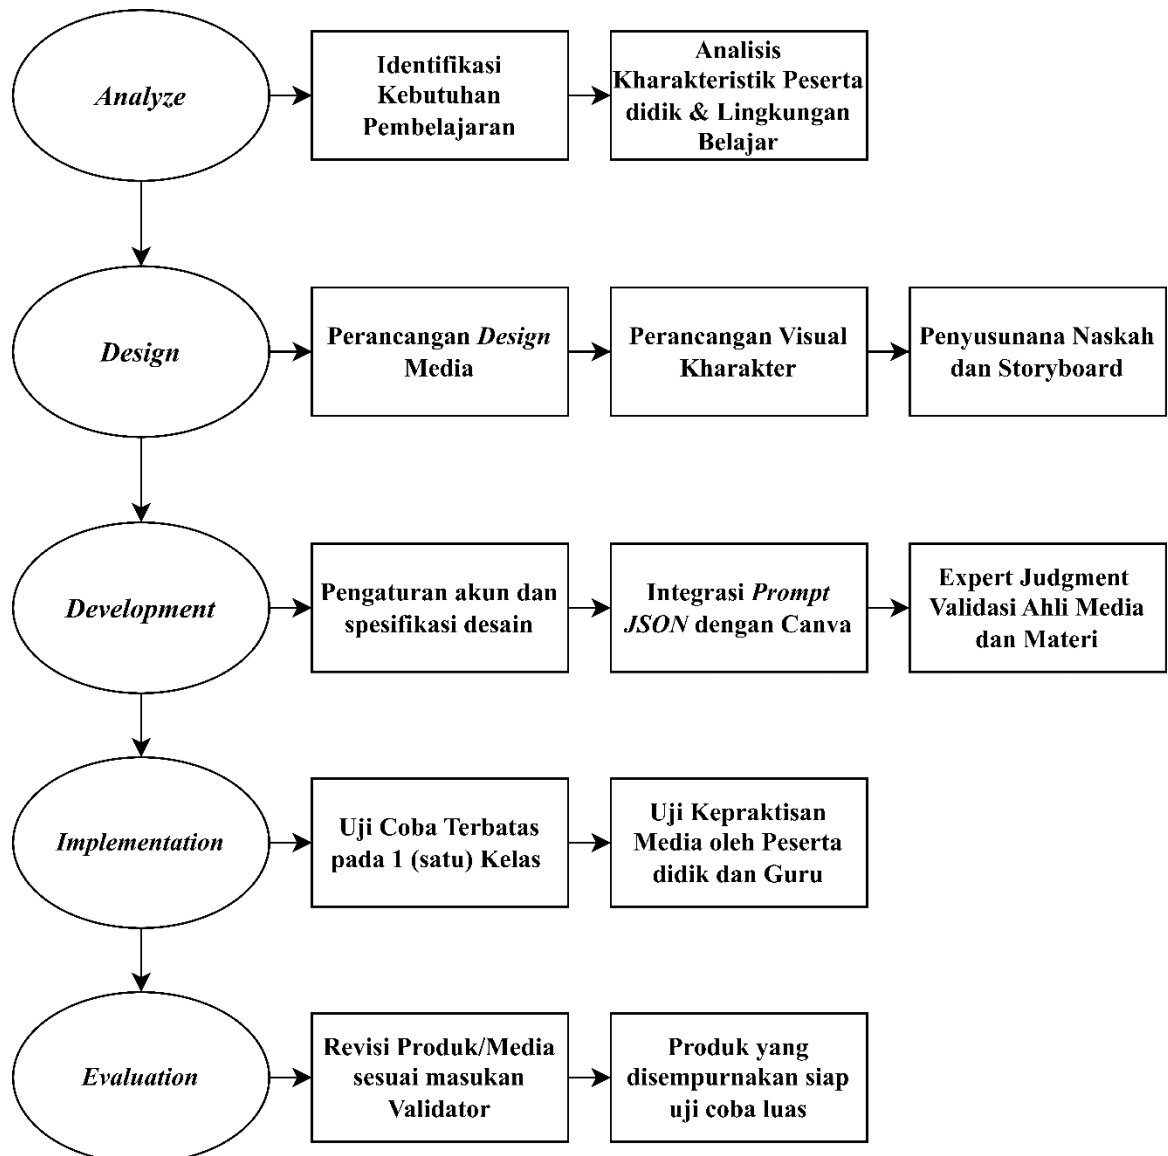 Analyze
Identifikasi
Kebutuhan
Pembelajaran
Analisis
Kharakteristik Peserta
didik & Lingkungan
Belajar
Design
Perancangan Design
Media
Perancangan Visual
Kharakter
Penyusunana Naskah
dan Storyboard
Development
Pengaturan akun dan
spesifikasi desain
Integrasi Prompt
JSON dengan Canva
Expert Judgment
Validasi Ahli Media
dan Materi
Implementation
Uji Coba Terbatas
pada 1 (satu) Kelas
Uji Kepraktisan
Media oleh Peserta
didik dan Guru
Evaluation
Revisi Produk/Media
sesuai masukan
Validator
Produk yang
disempurnakan siap
uji coba luas